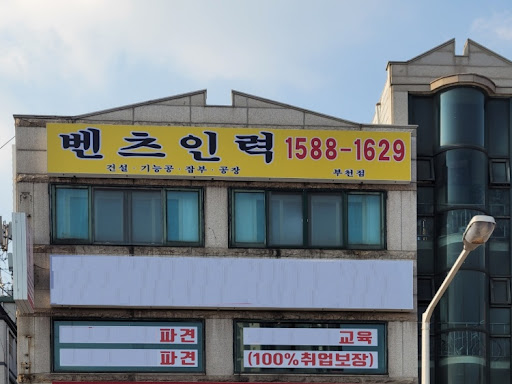 벤츠인력 1588-1629
건설 기능공 잡부 공장 부천점
파견
파견
교육
(100%취업보장)